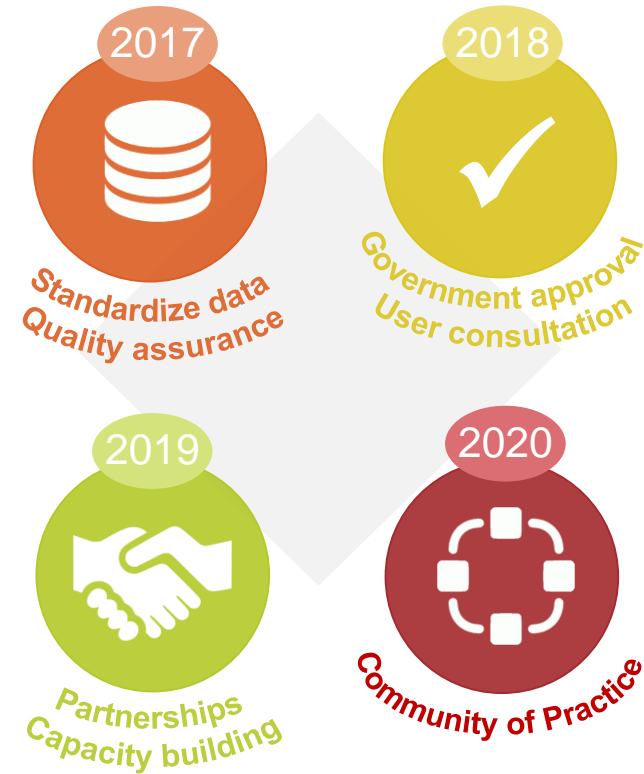 2017
Standardize data
Quality assurance
2018
Government approval
User consultation
2019
Partnerships
Capacity building
2020
Community of Practice